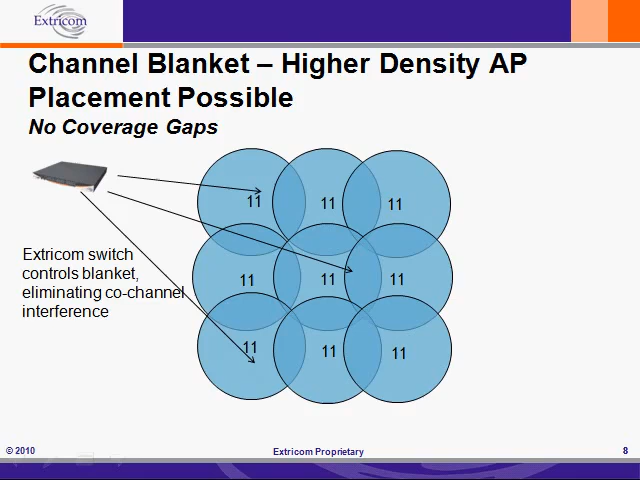 Extricom
Channel Blanket – Higher Density AP
Placement Possible
No Coverage Gaps
11 11 11
Extricom switch
controls blanket,
eliminating co-channel
interference
11 11 11
11 11 11
© 2010 Extricom Proprietary 8